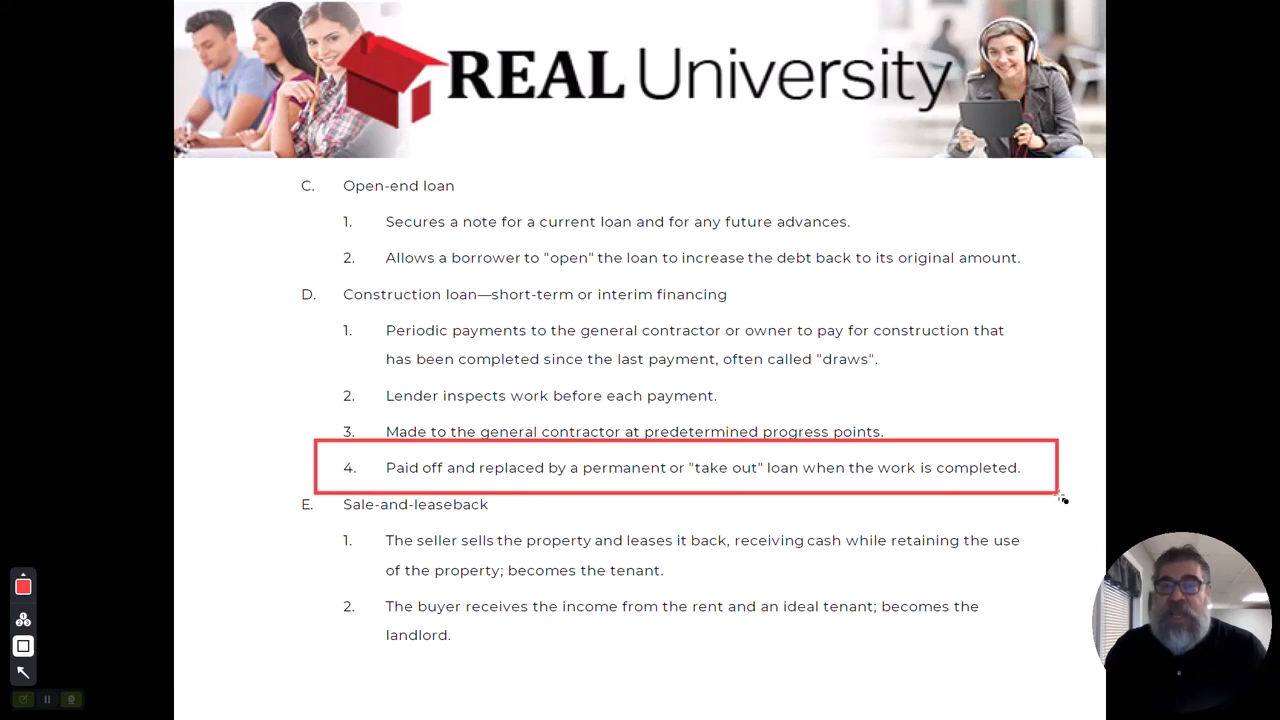 REAL University
C. Open-end loan
1. Secures a note for a current loan and for any future advances.
2. Allows a borrower to "open" the loan to increase the debt back to its original amount.
D. Construction loan—short-term or interim financing
1. Periodic payments to the general contractor or owner to pay for construction that
has been completed since the last payment, often called "draws".
2. Lender inspects work before each payment.
3. Made to the general contractor at predetermined progress points.
4. Paid off and replaced by a permanent or "take out" loan when the work is completed.
E. Sale-and-leaseback
1. The seller sells the property and leases it back, receiving cash while retaining the use
of the property; becomes the tenant.
2. The buyer receives the income from the rent and an ideal tenant; becomes the
landlord.